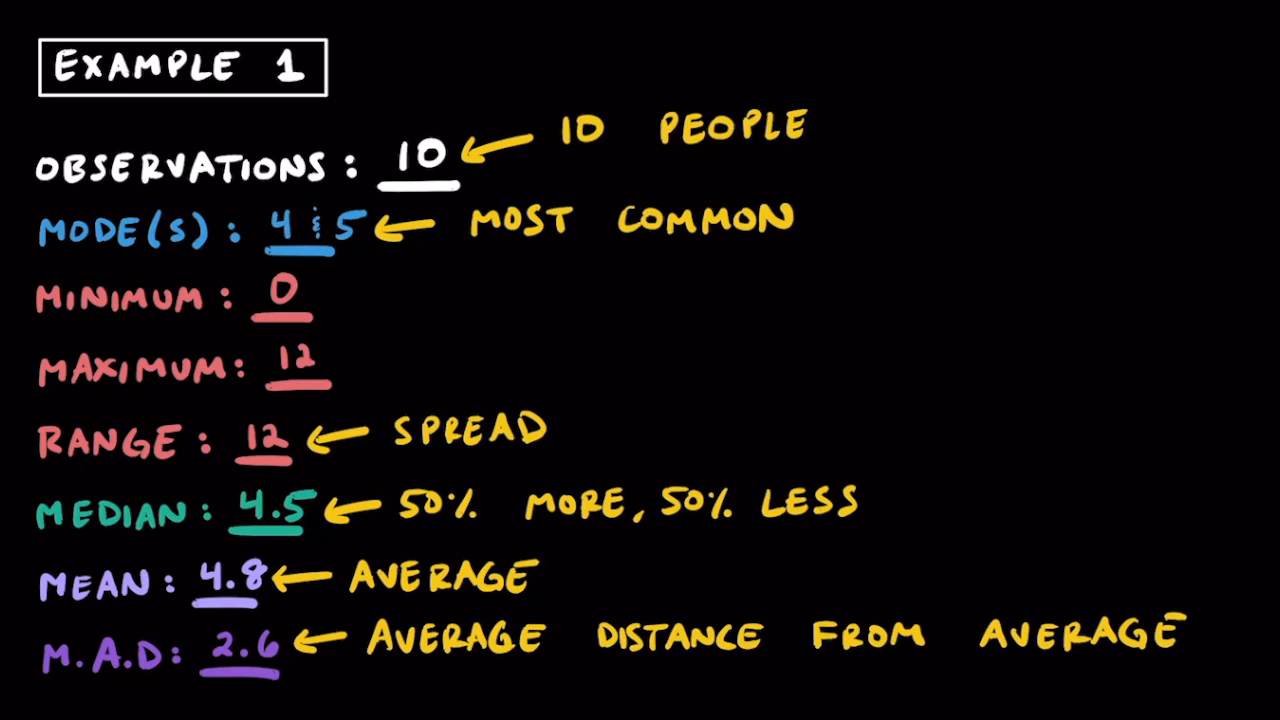 EXAMPLE 1
OBSERVATIONS: 10 ← 10 PEOPLE
MODE(S): 4 & 5 ← MOST COMMON
MINIMUM: 0
MAXIMUM: 12
RANGE: 12 ← SPREAD
MEDIAN: 4.5 ← 50% MORE, 50% LESS
MEAN: 4.8 ← AVERAGE
M.A.D: 2.6 ← AVERAGE DISTANCE FROM AVERAGE